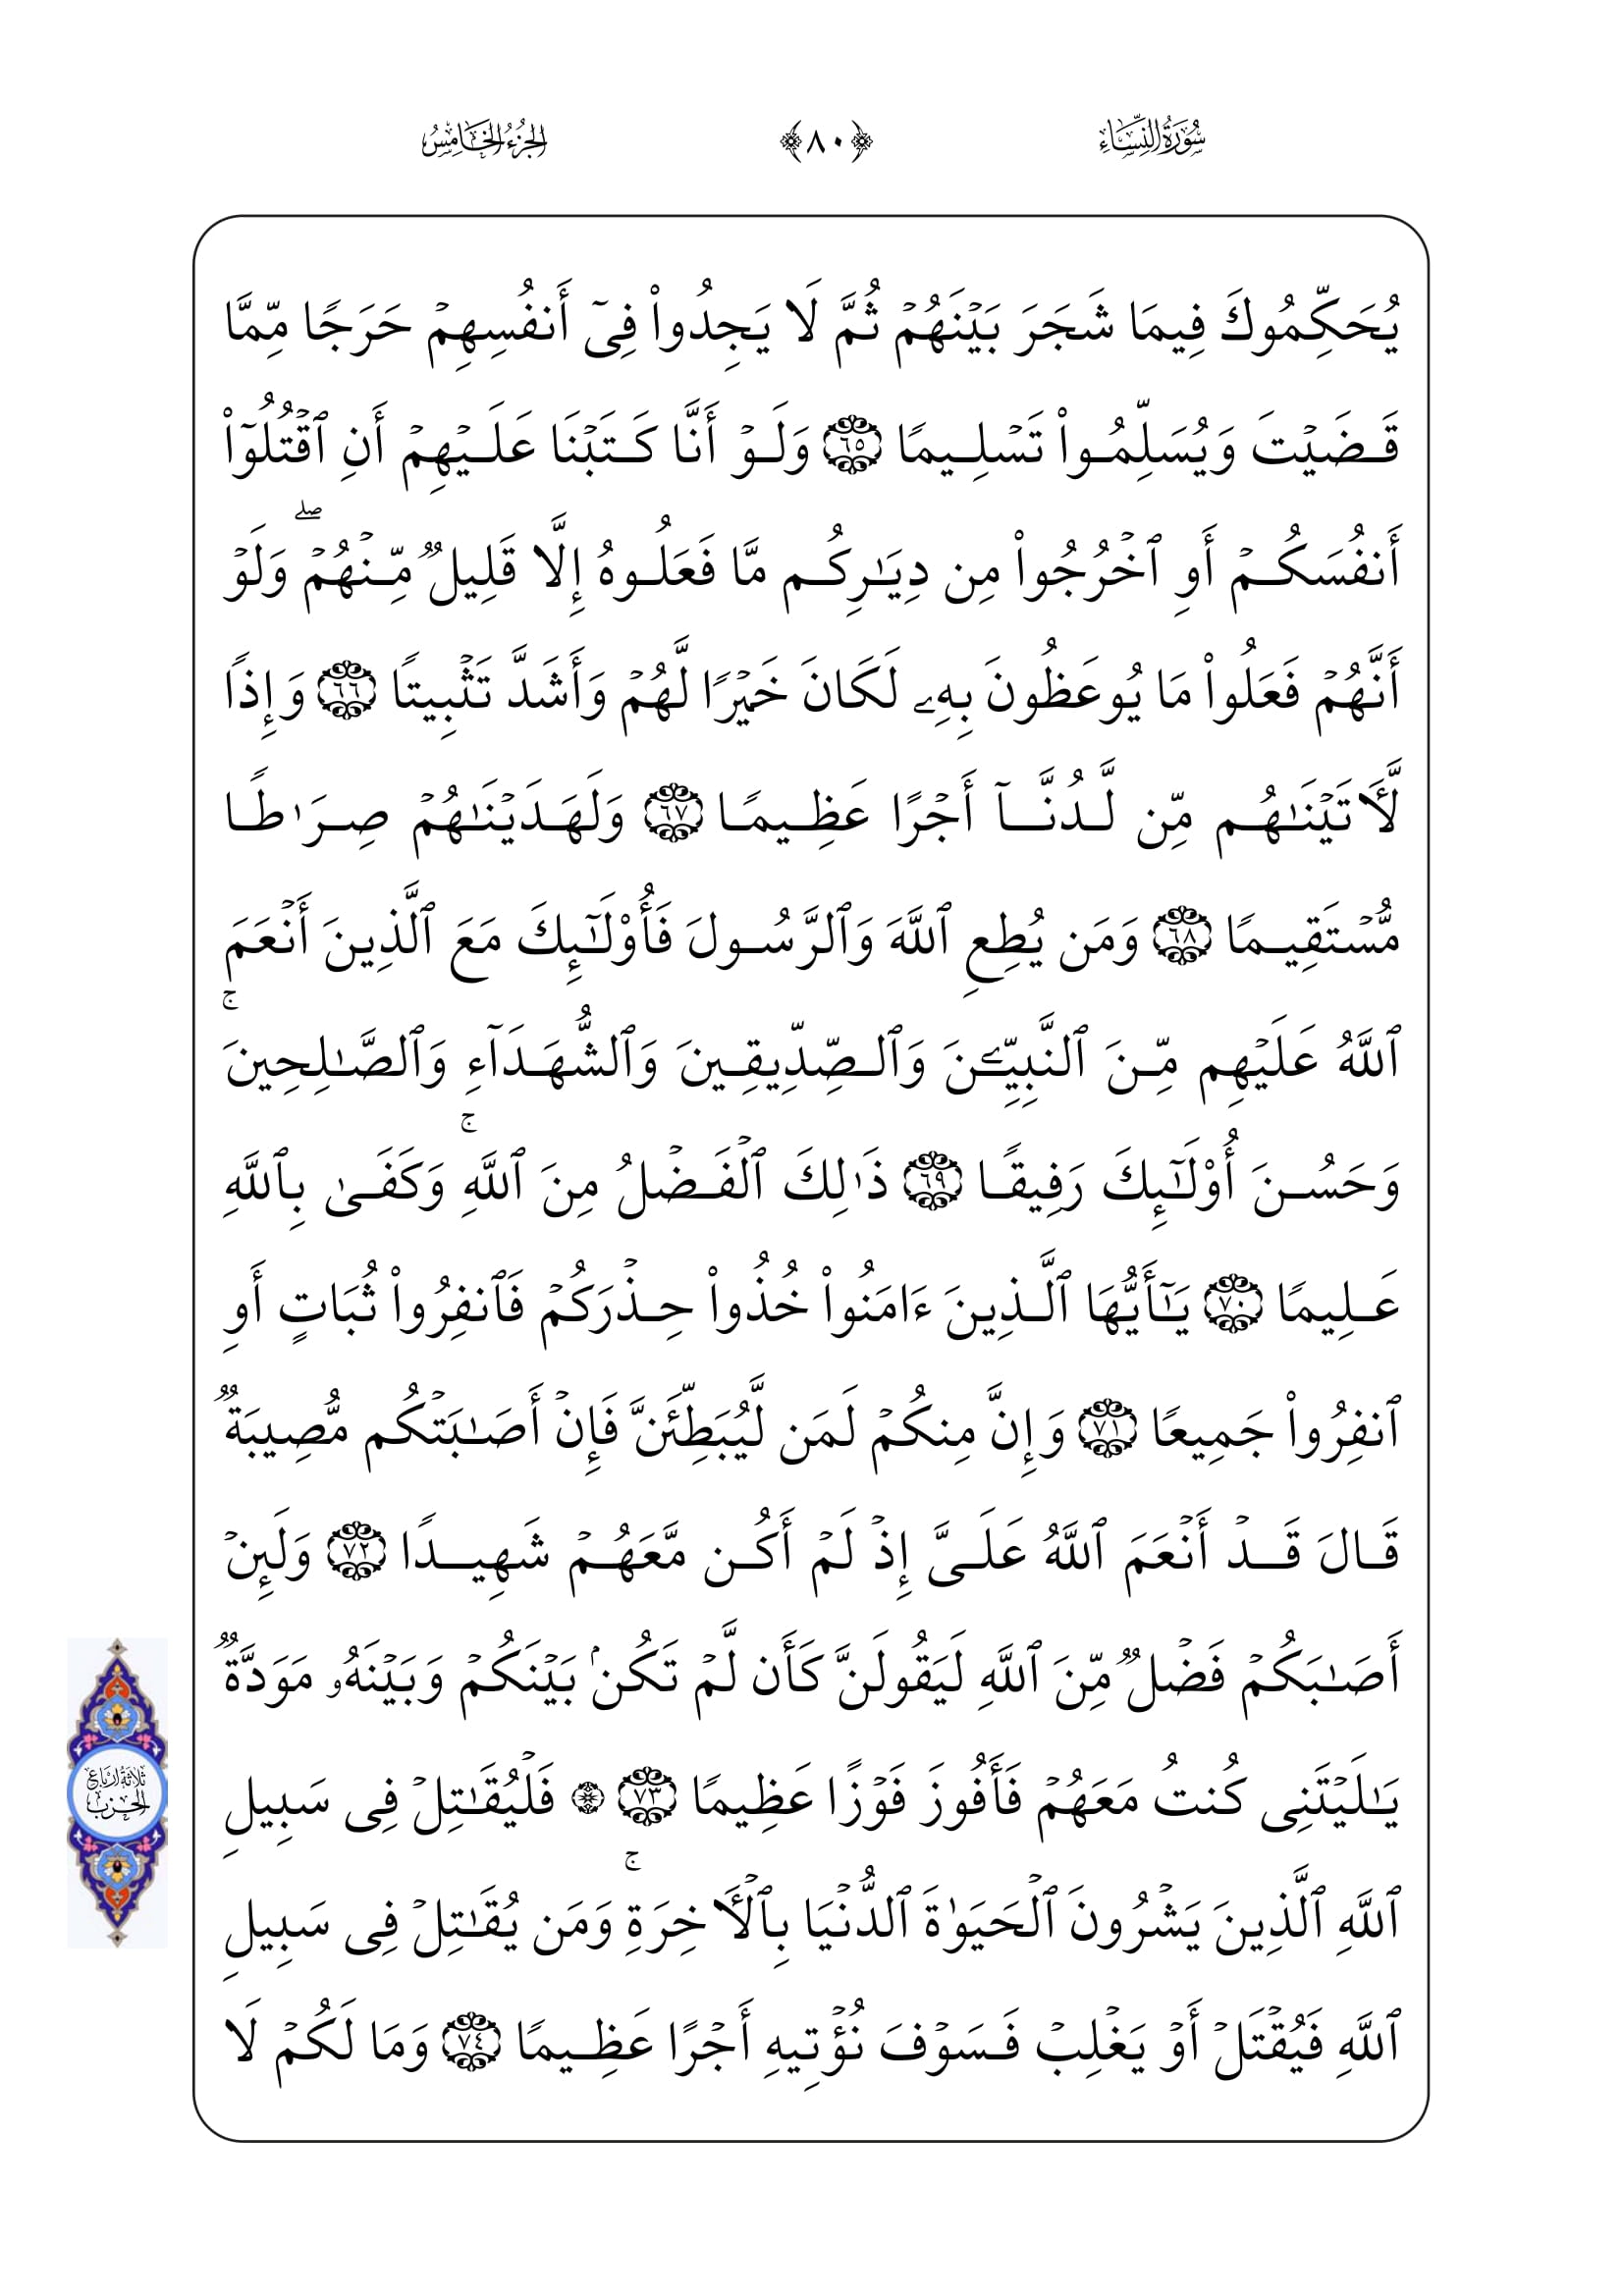 سُورَةُ النِّسَاءِ
﴿٨٠﴾
الجُزْءُ الخَامِسُ
يُحَكِّمُوكَ فِيمَا شَجَرَ بَيْنَهُمْ ثُمَّ لَا يَجِدُوا۟ فِىٓ أَنفُسِهِمْ حَرَجًا مِّمَّا
قَضَيْتَ وَيُسَلِّمُوا۟ تَسْلِيمًا ٦٥ وَلَوْ أَنَّا كَتَبْنَا عَلَيْهِمْ أَنِ ٱقْتُلُوٓا۟
أَنفُسَكُمْ أَوِ ٱخْرُجُوا۟ مِن دِيَـٰرِكُم مَّا فَعَلُوهُ إِلَّا قَلِيلٌ مِّنْهُمْ ۖ وَلَوْ
أَنَّهُمْ فَعَلُوا۟ مَا يُوعَظُونَ بِهِۦ لَكَانَ خَيْرًا لَّهُمْ وَأَشَدَّ تَثْبِيتًا ٦٦ وَإِذًا
لَّـَٔاتَيْنَـٰهُم مِّن لَّدُنَّآ أَجْرًا عَظِيمًا ٦٧ وَلَهَدَيْنَـٰهُمْ صِرَٰطًا
مُّسْتَقِيمًا ٦٨ وَمَن يُطِعِ ٱللَّهَ وَٱلرَّسُولَ فَأُو۟لَـٰٓئِكَ مَعَ ٱلَّذِينَ أَنْعَمَ
ٱللَّهُ عَلَيْهِم مِّنَ ٱلنَّبِيِّـۧنَ وَٱلصِّدِّيقِينَ وَٱلشُّهَدَآءِ وَٱلصَّـٰلِحِينَ ۚ
وَحَسُنَ أُو۟لَـٰٓئِكَ رَفِيقًا ٦٩ ذَٰلِكَ ٱلْفَضْلُ مِنَ ٱللَّهِ ۚ وَكَفَىٰ بِٱللَّهِ
عَلِيمًا ٧٠ يَـٰٓأَيُّهَا ٱلَّذِينَ ءَامَنُوا۟ خُذُوا۟ حِذْرَكُمْ فَٱنفِرُوا۟ ثُبَاتٍ أَوِ
ٱنفِرُوا۟ جَمِيعًا ٧١ وَإِنَّ مِنكُمْ لَمَن لَّيُبَطِّئَنَّ فَإِنْ أَصَـٰبَتْكُم مُّصِيبَةٌ
قَالَ قَدْ أَنْعَمَ ٱللَّهُ عَلَىَّ إِذْ لَمْ أَكُن مَّعَهُمْ شَهِيدًا ٧٢ وَلَئِنْ
أَصَـٰبَكُمْ فَضْلٌ مِّنَ ٱللَّهِ لَيَقُولَنَّ كَأَن لَّمْ تَكُنۢ بَيْنَكُمْ وَبَيْنَهُۥ مَوَدَّةٌ
يَـٰلَيْتَنِى كُنتُ مَعَهُمْ فَأَفُوزَ فَوْزًا عَظِيمًا ٧٣ ۞ فَلْيُقَـٰتِلْ فِى سَبِيلِ
ٱللَّهِ ٱلَّذِينَ يَشْرُونَ ٱلْحَيَوٰةَ ٱلدُّنْيَا بِٱلْـَٔاخِرَةِ ۚ وَمَن يُقَـٰتِلْ فِى سَبِيلِ
ٱللَّهِ فَيُقْتَلْ أَوْ يَغْلِبْ فَسَوْفَ نُؤْتِيهِ أَجْرًا عَظِيمًا ٧٤ وَمَا لَكُمْ لَا
ثَلَاثَةُ أَرْبَاعِ
الحِزْبِ